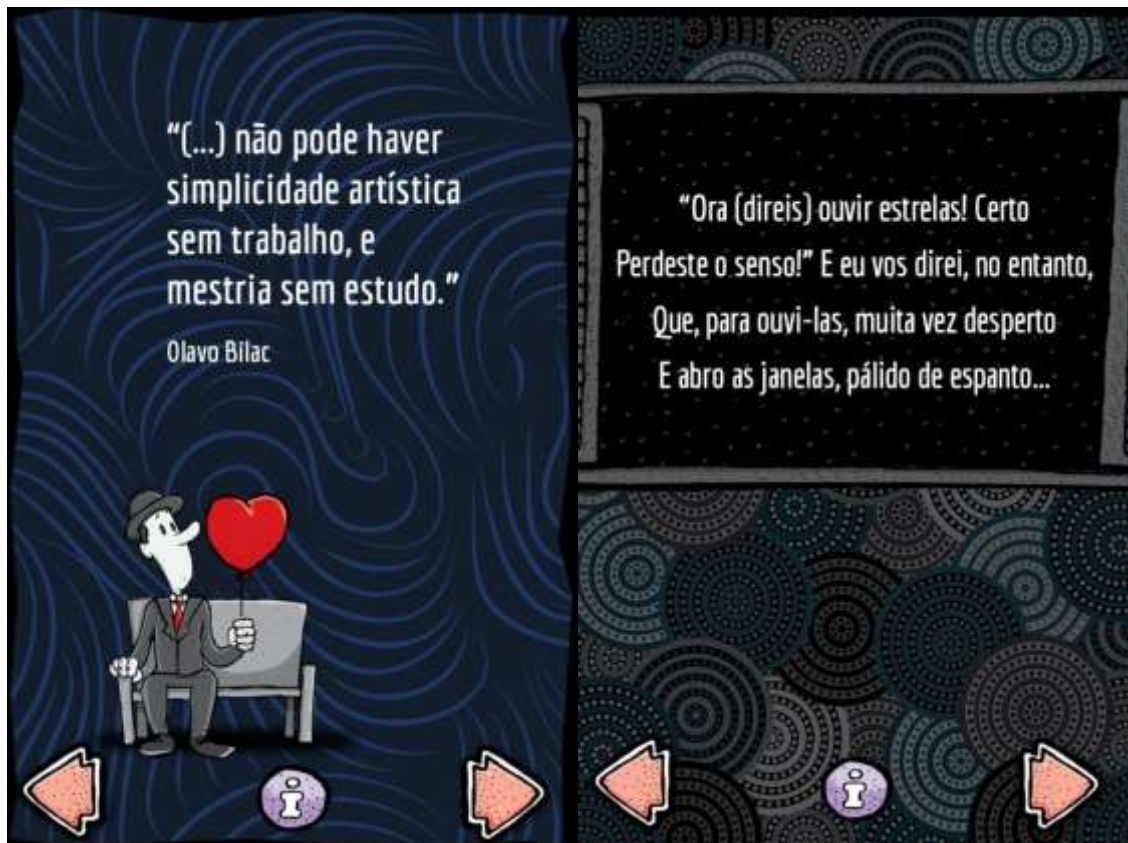 “(...) não pode haver
simplicidade artística
sem trabalho, e
mestria sem estudo.”
Olavo Bilac
“Ora (direis) ouvir estrelas! Certo
Perdeste o senso!” E eu vos direi, no entanto,
Que, para ouvi-las, muita vez desperto
E abro as janelas, pálido de espanto...
i
i